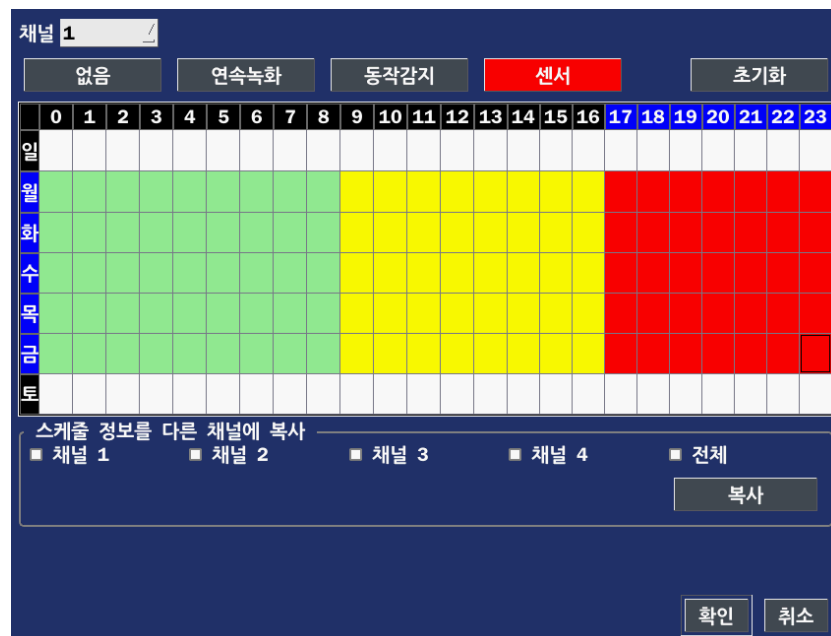 채널 1
없음 연속녹화 동작감지 센서 초기화
0 1 2 3 4 5 6 7 8 9 10 11 12 13 14 15 16 17 18 19 20 21 22 23
일
월
화
수
목
금
토
스케줄 정보를 다른 채널에 복사
채널 1 채널 2 채널 3 채널 4 전체
복사
확인 취소